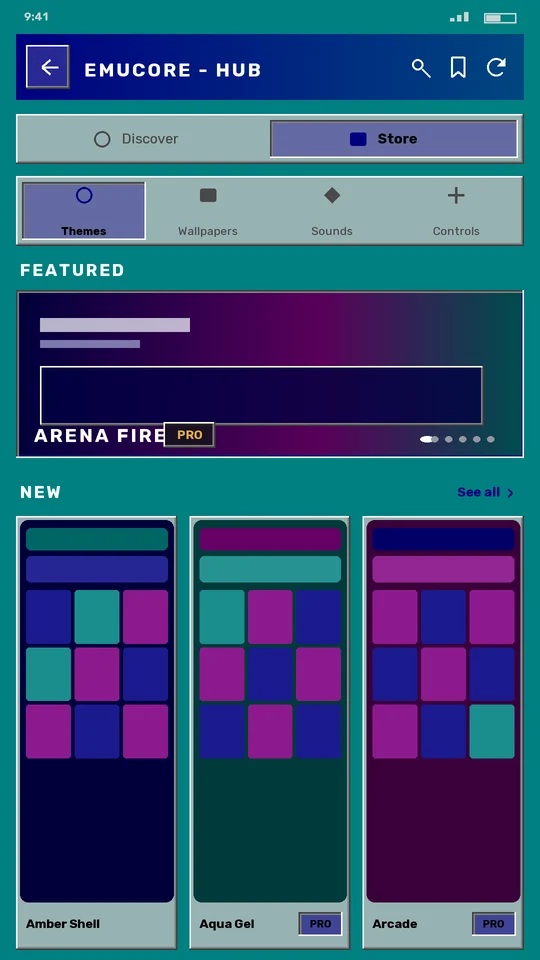 9:41
EMUCORE - HUB
Discover
Store
Themes
Wallpapers
Sounds
Controls
FEATURED
ARENA FIRE
PRO
NEW
See all
Amber Shell
Aqua Gel
PRO
Arcade
PRO